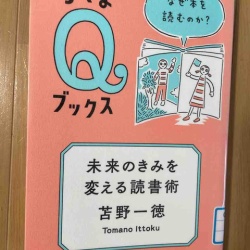 Q
ブックス
なぜ本を
読むのか?
未来のきみを
変える読書術
苫野一徳
Tomano Ittoku